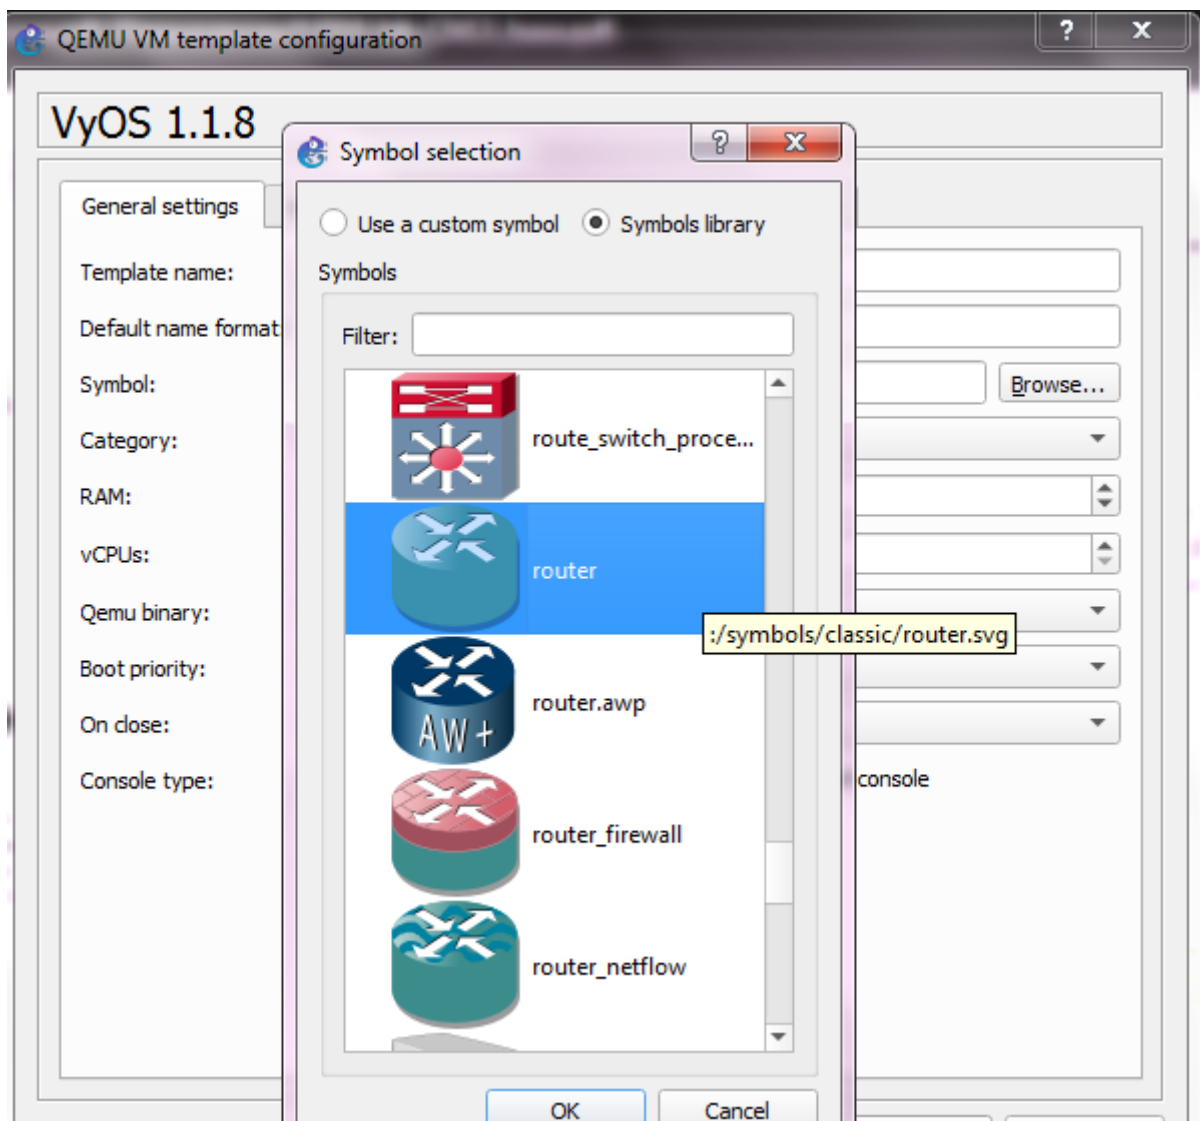 QEMU VM template configuration
?
x
VyOS 1.1.8
Symbol selection
?
x
General settings
Use a custom symbol
Symbols library
Template name:
Symbols
Default name format:
Filter:
Symbol:
Browse...
Category:
route_switch_proce...
RAM:
vCPUs:
router
Qemu binary:
:/symbols/classic/router.svg
Boot priority:
router.awp
On close:
AW+
Console type:
console
router_firewall
router_netflow
OK
Cancel